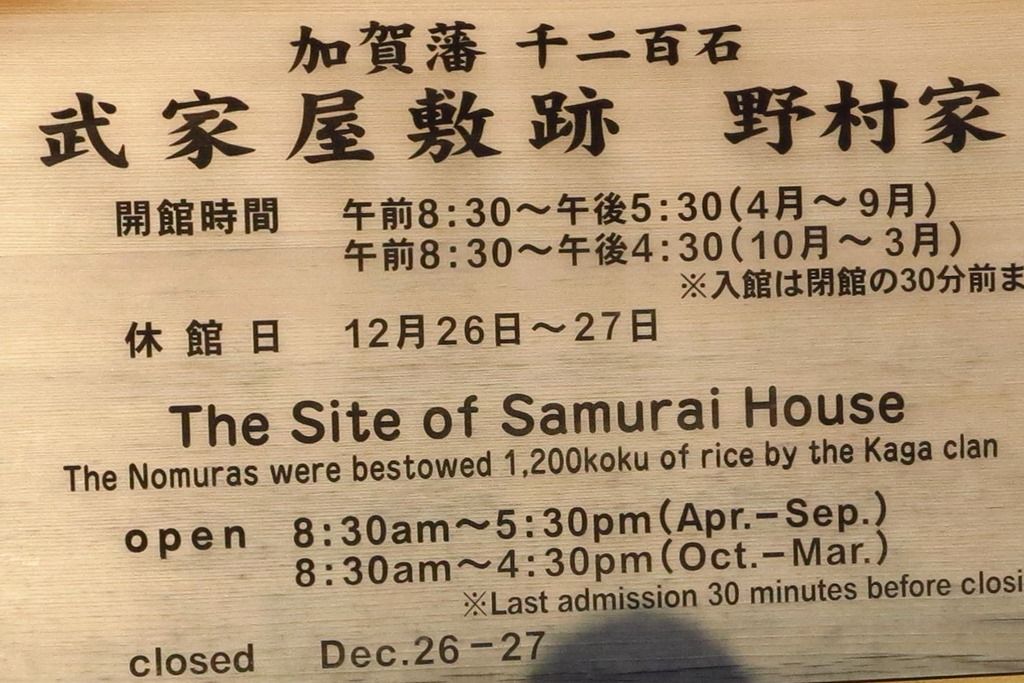 加賀藩 千二百石
武家屋敷跡 野村家
開館時間 午前8:30〜午後5:30(4月〜9月)
午前8:30〜午後4:30(10月〜3月)
※入館は閉館の30分前ま
休館日 12月26日〜27日
The Site of Samurai House
The Nomuras were bestowed 1,200koku of rice by the Kaga clan
open 8:30am〜5:30pm(Apr.–Sep.)
8:30am〜4:30pm(Oct.–Mar.)
※Last admission 30 minutes before closi
closed Dec.26–27